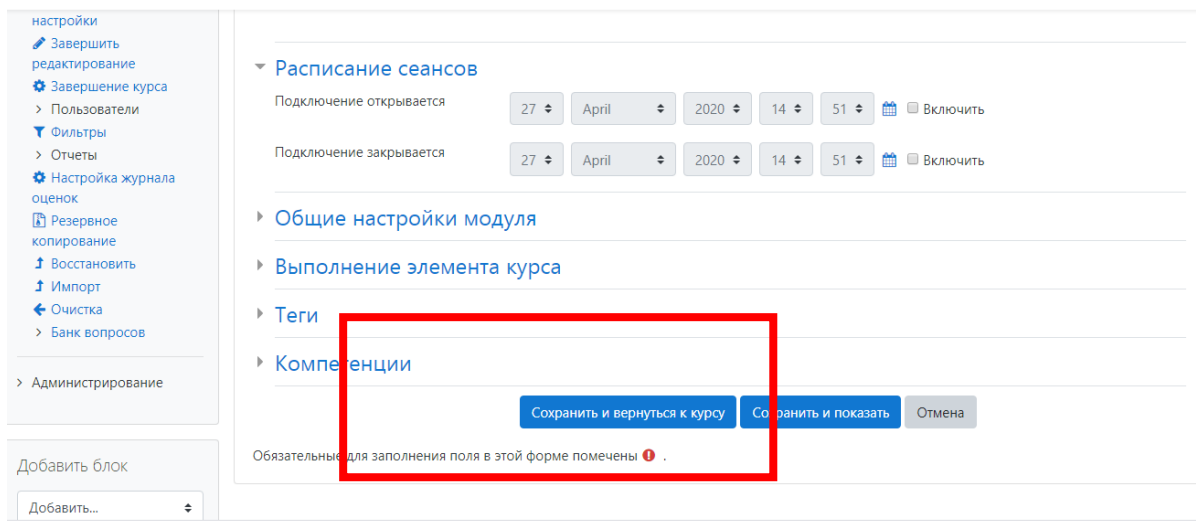 настройки
Завершить
редактирование
Завершение курса
Пользователи
Фильтры
Отчеты
Настройка журнала
оценок
Резервное
копирование
Восстановить
Импорт
Очистка
Банк вопросов
Администрирование
Добавить блок
Добавить...
Расписание сеансов
Подключение открывается 27 April 2020 14 51 Включить
Подключение закрывается 27 April 2020 14 51 Включить
Общие настройки модуля
Выполнение элемента курса
Теги
Компетенции
Сохранить и вернуться к курсу Сохранить и показать Отмена
Обязательные для заполнения поля в этой форме помечены .